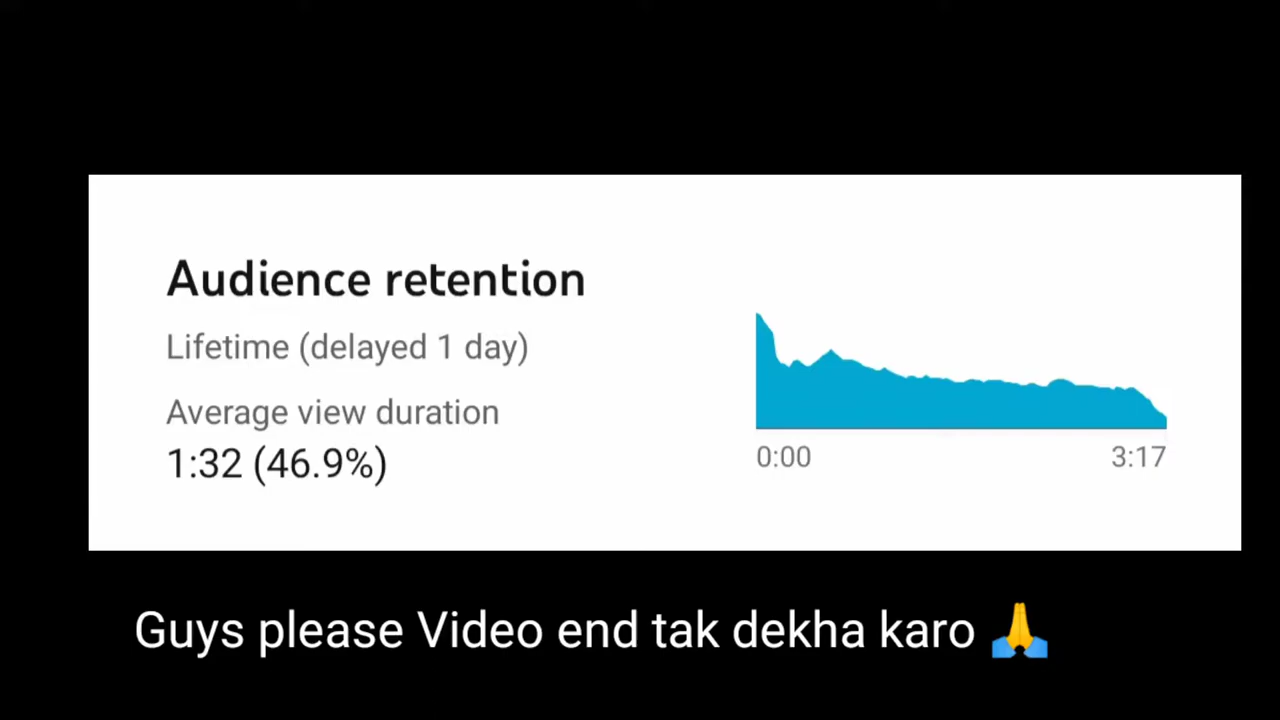 Audience retention
Lifetime (delayed 1 day)
Average view duration
1:32 (46.9%)
0:00 3:17
Guys please Video end tak dekha karo 🙏